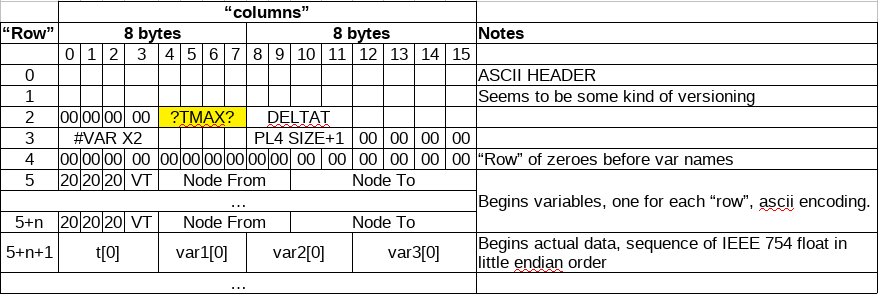 “columns”
“Row” 8 bytes 8 bytes Notes
0 1 2 3 4 5 6 7 8 9 10 11 12 13 14 15
0 ASCII HEADER
1 Seems to be some kind of versioning
2 00 00 00 00 ?TMAX? DELTAT
3 #VAR X2 PL4 SIZE+1 00 00 00 00
4 00 00 00 00 00 00 00 00 00 00 00 00 00 00 00 00 “Row” of zeroes before var names
5 20 20 20 VT Node From Node To
...
Begins variables, one for each “row”, ascii encoding.
5+n 20 20 20 VT Node From Node To
5+n+1 t[0] var1[0] var2[0] var3[0] Begins actual data, sequence of IEEE 754 float in
little endian order
...